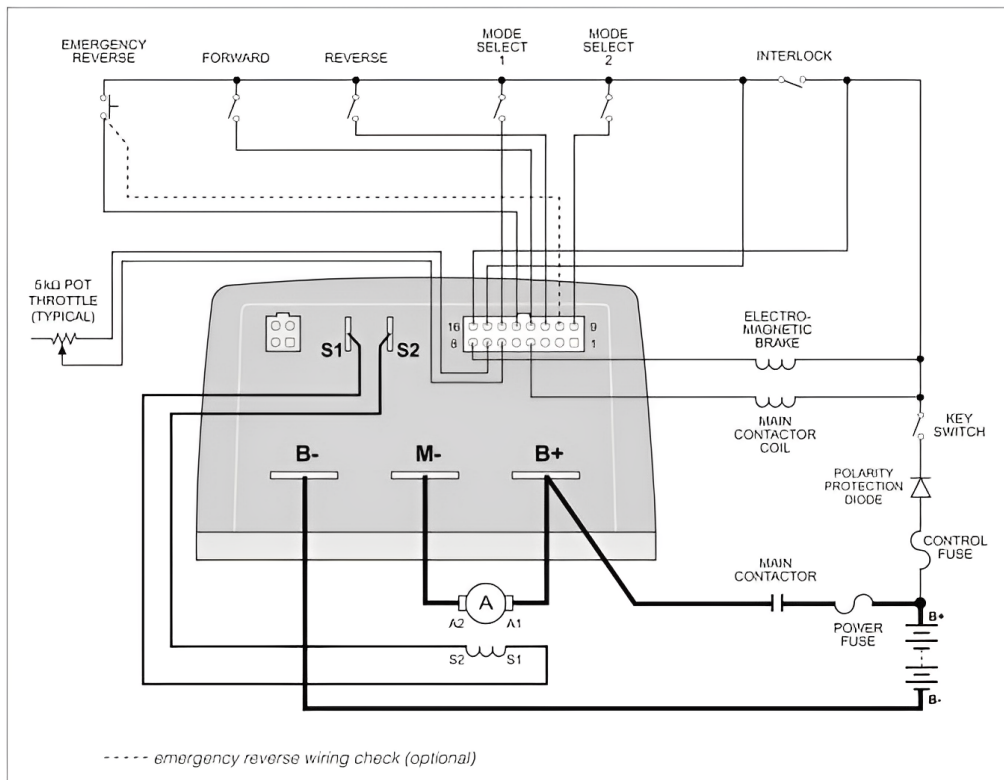 EMERGENCY
REVERSE
FORWARD
REVERSE
MODE
SELECT
1
MODE
SELECT
2
INTERLOCK
5kΩ POT
THROTTLE
(TYPICAL)
S1
S2
16
9
8
1
ELECTRO-
MAGNETIC
BRAKE
MAIN
CONTACTOR
COIL
KEY
SWITCH
POLARITY
PROTECTION
DIODE
CONTROL
FUSE
B-
M-
B+
MAIN
CONTACTOR
POWER
FUSE
A
A2
A1
S2
S1
B+
B-
emergency reverse wiring check (optional)